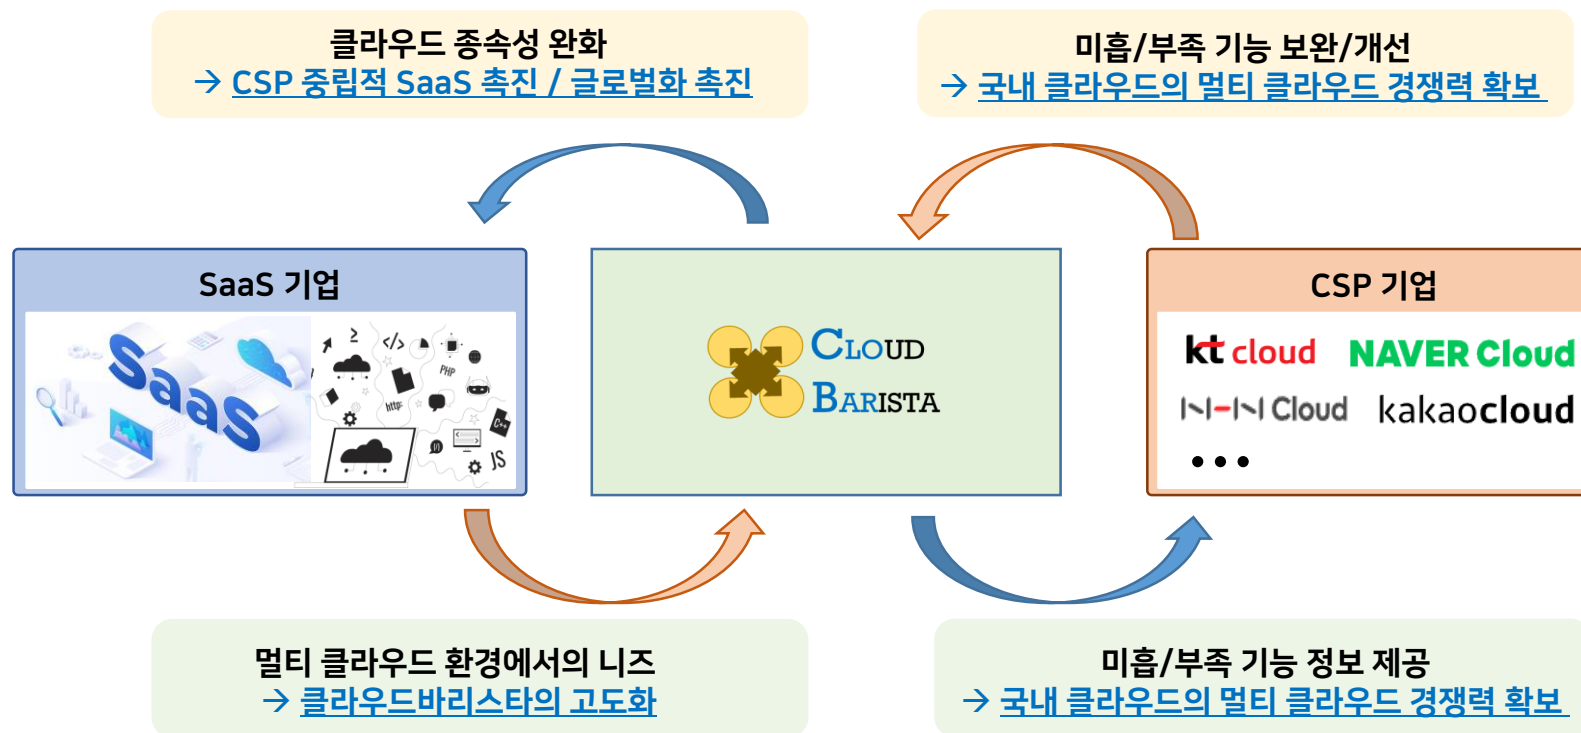 클라우드 종속성 완화
→ CSP 중립적 SaaS 촉진 / 글로벌화 촉진
미흡/부족 기능 보완/개선
→ 국내 클라우드의 멀티 클라우드 경쟁력 확보
SaaS 기업
SaaS
</>
PHP
http:
C++
JS
CLOUD
BARISTA
CSP 기업
kt cloud
NAVER Cloud
NHN Cloud
kakaocloud
•••
멀티 클라우드 환경에서의 니즈
→ 클라우드바리스타의 고도화
미흡/부족 기능 정보 제공
→ 국내 클라우드의 멀티 클라우드 경쟁력 확보